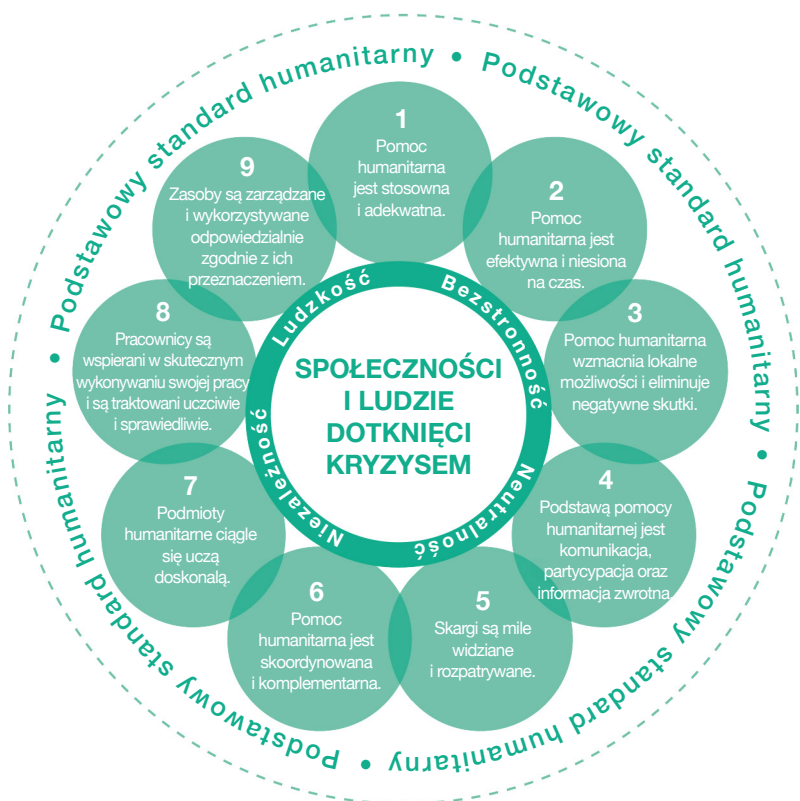 Podstawowy standard humanitarny • Podstawowy standard humanitarny • Podstawowy standard humanitarny • Podstawowy standard humanitarny •
1
Pomoc
humanitarna
jest stosowna
i adekwatna.
2
Pomoc
humanitarna jest
efektywna i niesiona
na czas.
3
Pomoc humanitarna
wzmacnia lokalne
możliwości i eliminuje
negatywne skutki.
4
Podstawą pomocy
humanitarnej jest
komunikacja,
partycypacja oraz
informacja zwrotna
5
Skargi są mile
widziane
i rozpatrywane.
6
Pomoc
humanitarna jest
skoordynowana
i komplementarna.
7
Podmioty
humanitarne ciągle
się uczą
doskonalą.
8
Pracownicy są
wspierani w skutecznym
wykonywaniu swojej pracy
i są traktowani uczciwie
i sprawiedliwie.
9
Zasoby są zarządzane
i wykorzystywane
odpowiedzialnie
zgodnie z ich
przeznaczeniem.
Ludzkość
Bezstronność
Neutralność
Niezależność
SPOŁECZNOŚCI
I LUDZIE
DOTKNIĘCI
KRYZYSEM